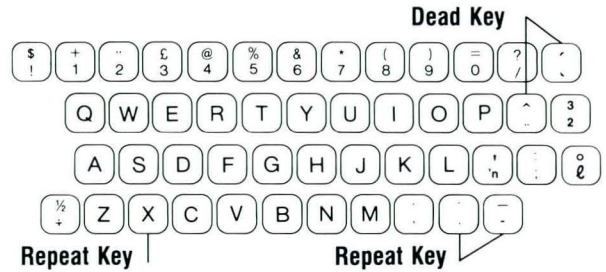 Dead Key
$ + ¨ £ @ % & * ( ) = ? ´
! 1 2 3 4 5 6 7 8 9 0 / `
Q W E R T Y U I O P ^ 3
¨ 2
A S D F G H J K L ' °
'n ℓ
½ Z X C V B N M _
÷ -
Repeat Key Repeat Key